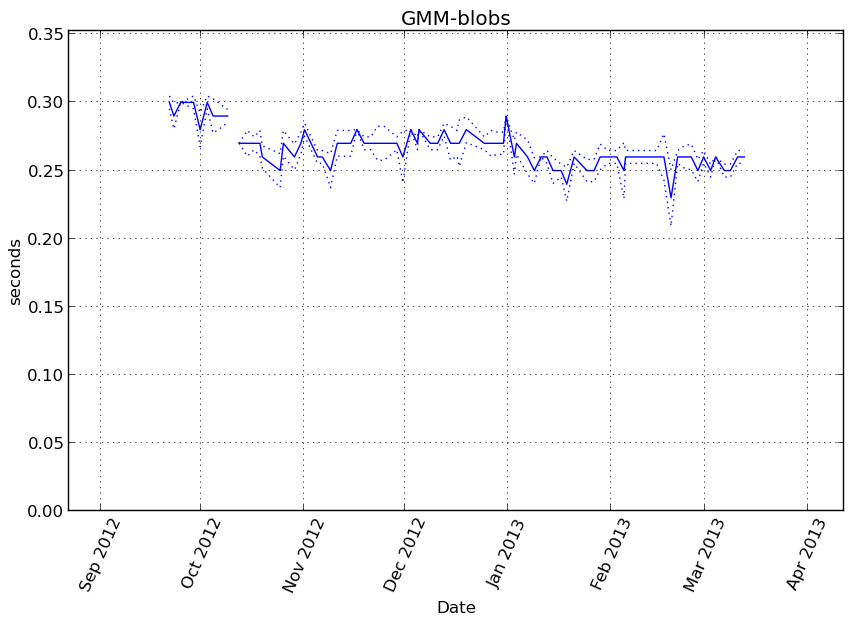 GMM-blobs
0.35
0.30
0.25
0.20
0.15
0.10
0.05
0.00
seconds
Sep 2012
Oct 2012
Nov 2012
Dec 2012
Jan 2013
Feb 2013
Mar 2013
Apr 2013
Date